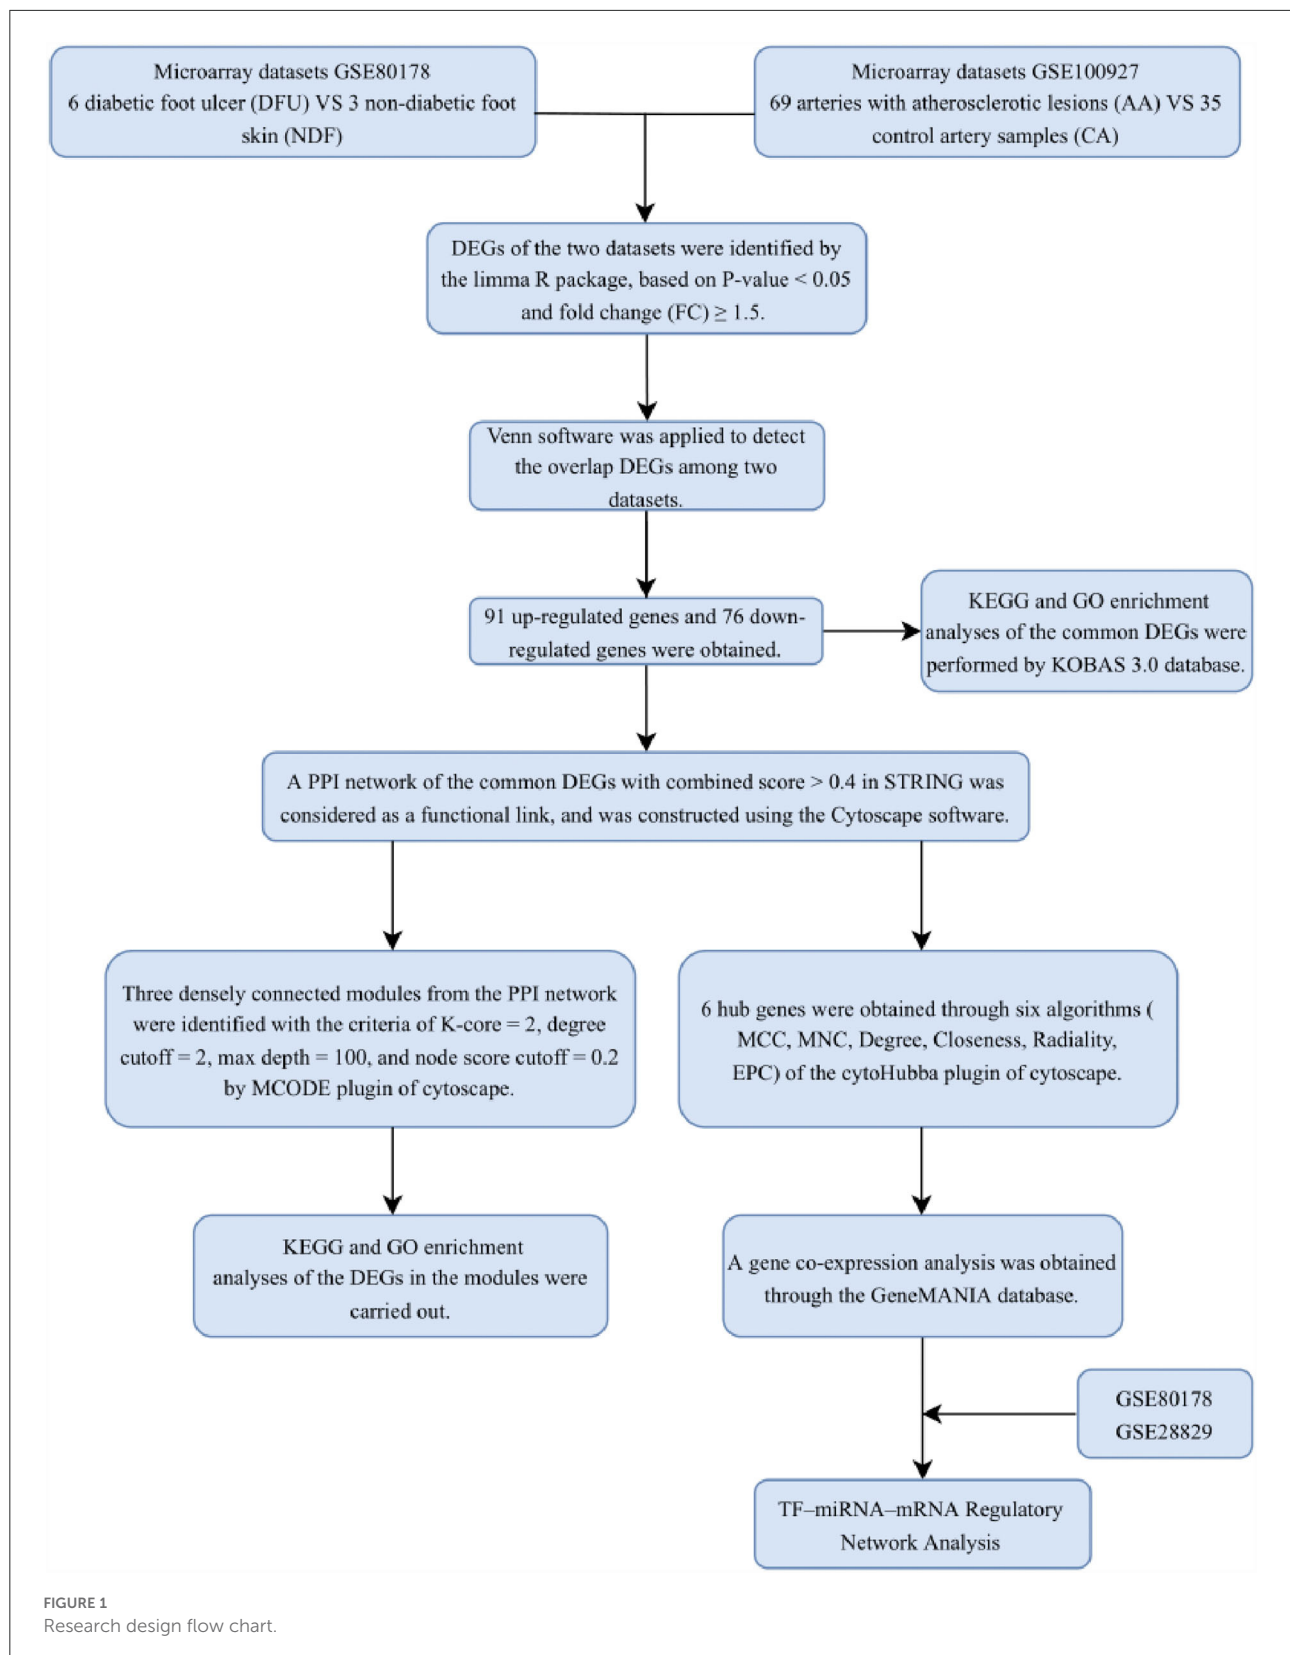 Microarray datasets GSE80178
6 diabetic foot ulcer (DFU) VS 3 non-diabetic foot
skin (NDF)
Microarray datasets GSE100927
69 arteries with atherosclerotic lesions (AA) VS 35
control artery samples (CA)
DEGs of the two datasets were identified by
the limma R package, based on P-value < 0.05
and fold change (FC) ≥ 1.5.
Venn software was applied to detect
the overlap DEGs among two
datasets.
91 up-regulated genes and 76 down-
regulated genes were obtained.
KEGG and GO enrichment
analyses of the common DEGs were
performed by KOBAS 3.0 database.
A PPI network of the common DEGs with combined score > 0.4 in STRING was
considered as a functional link, and was constructed using the Cytoscape software.
Three densely connected modules from the PPI network
were identified with the criteria of K-core = 2, degree
cutoff = 2, max depth = 100, and node score cutoff = 0.2
by MCODE plugin of cytoscape.
6 hub genes were obtained through six algorithms (
MCC, MNC, Degree, Closeness, Radiality,
EPC) of the cytoHubba plugin of cytoscape.
KEGG and GO enrichment
analyses of the DEGs in the modules were
carried out.
A gene co-expression analysis was obtained
through the GeneMANIA database.
GSE80178
GSE28829
TF–miRNA–mRNA Regulatory
Network Analysis
FIGURE 1
Research design flow chart.